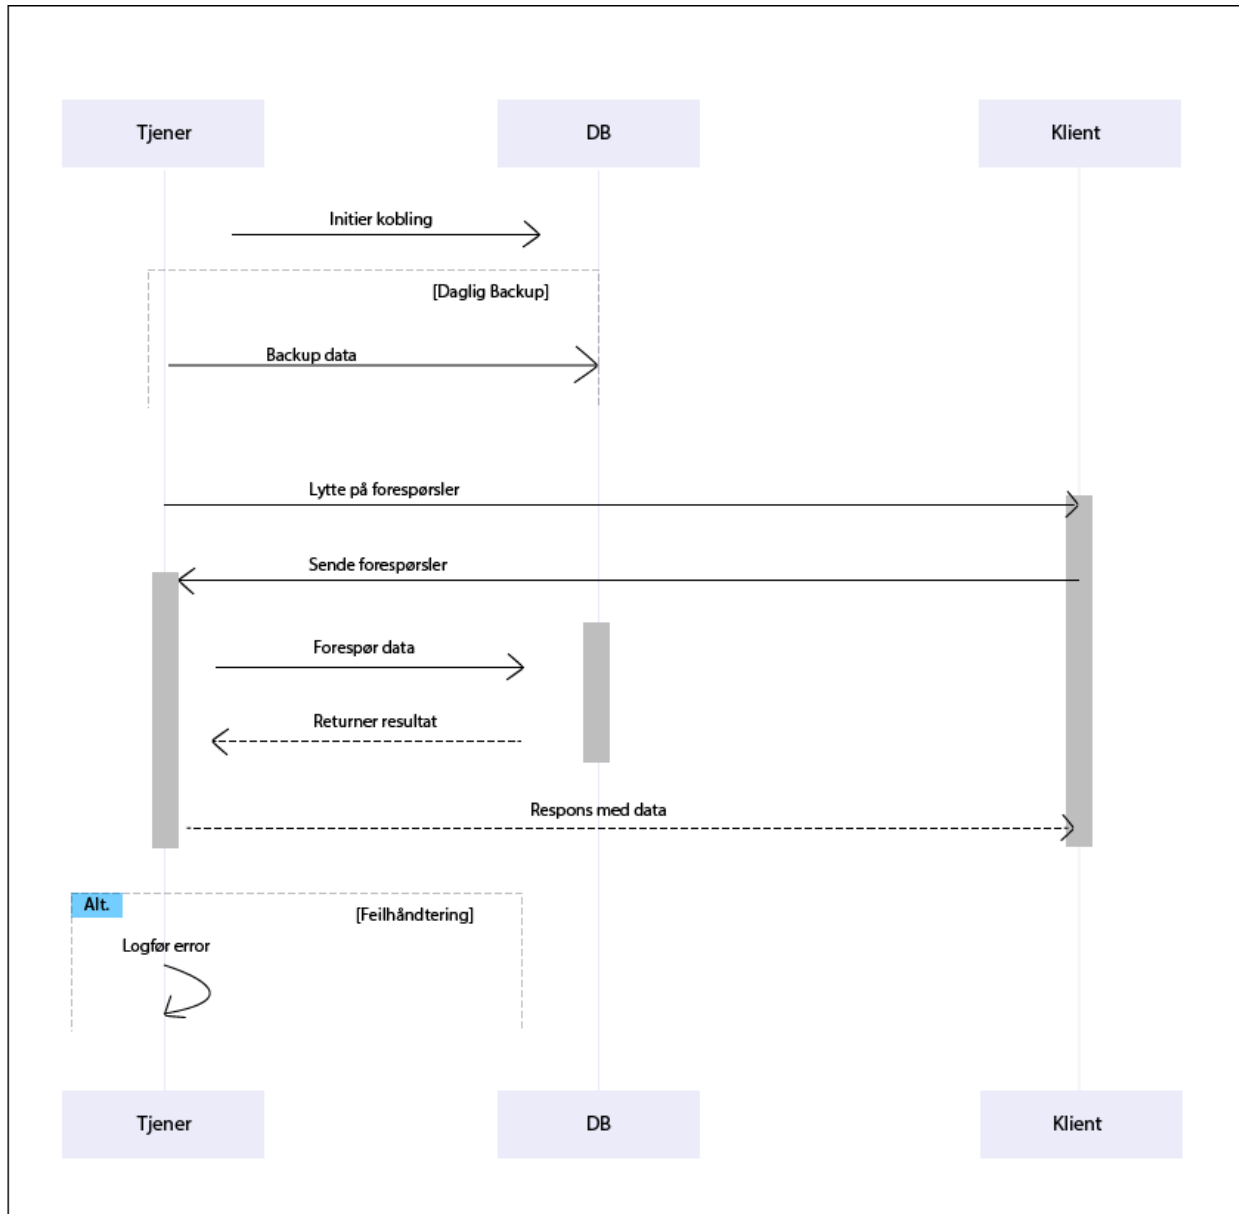 Tjener
DB
Klient
Initier kobling
[Daglig Backup]
Backup data
Lytte på forespørsler
Sende forespørsler
Forespør data
Returner resultat
Respons med data
Alt.
[Feilhåndtering]
Logfør error
Tjener
DB
Klient